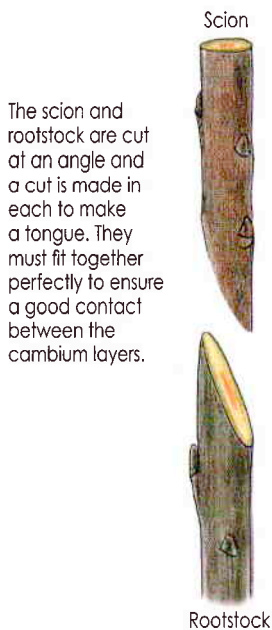 Scion
The scion and
rootstock are cut
at an angle and
a cut is made in
each to make
a tongue. They
must fit together
perfectly to ensure
a good contact
between the
cambium layers.
Rootstock